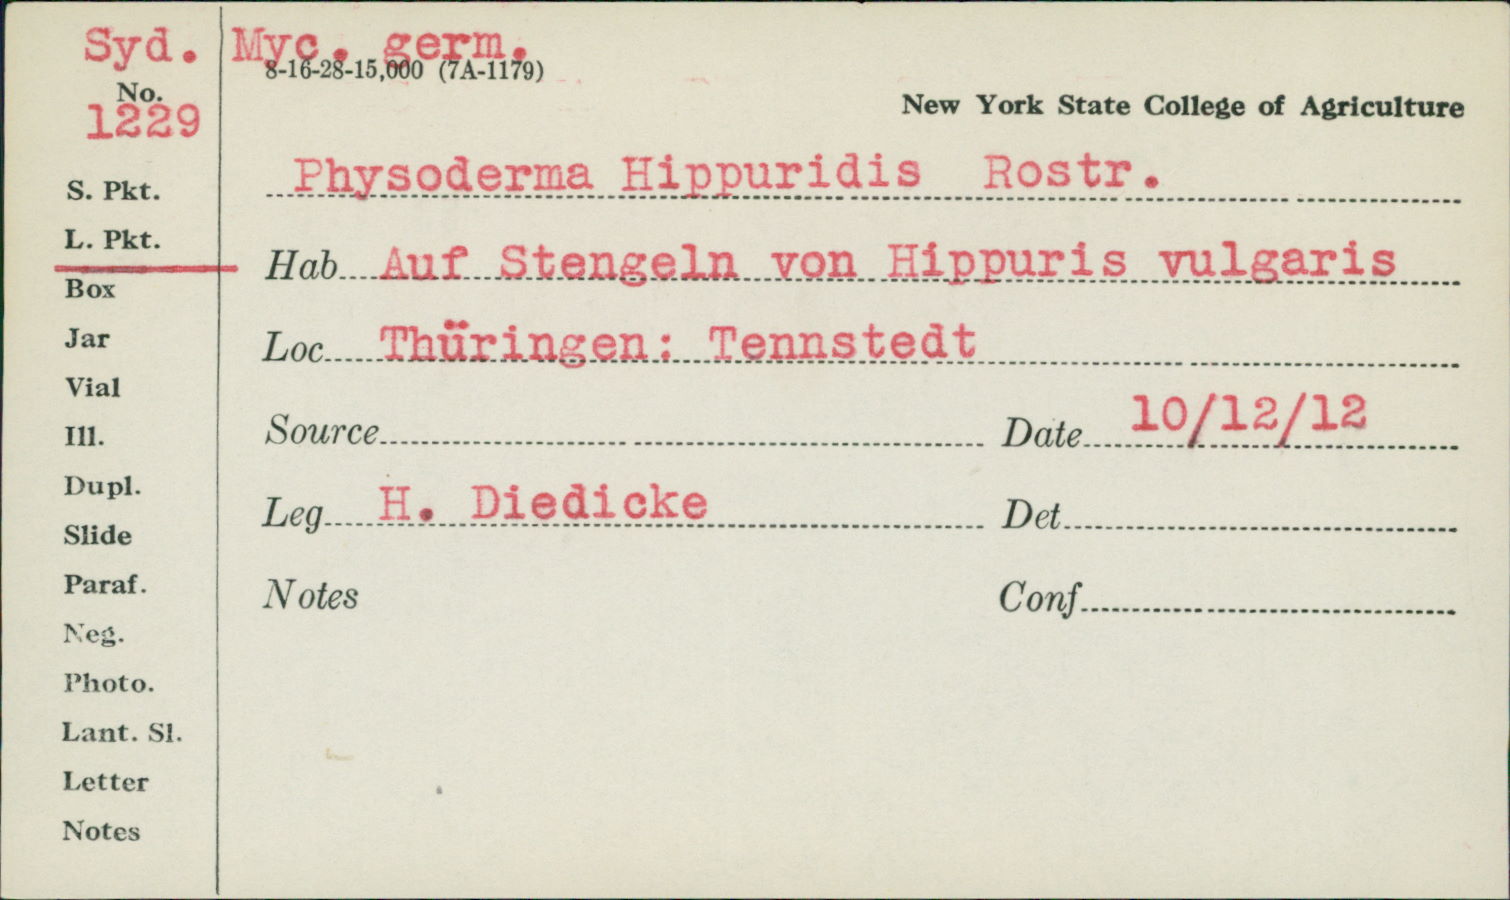 Syd. Myc. germ.
8-16-28-15,000 (7A-1179)
No.
1229
New York State College of Agriculture
Physoderma Hippuridis Rostr.
S. Pkt.
L. Pkt.
Hab Auf Stengeln von Hippuris vulgaris
Box
Jar
Loc Thüringen: Tennstedt
Vial
Ill.
Source Date 10/12/12
Dupl.
Slide
Leg H. Diedicke Det
Paraf.
Notes Conf
Neg.
Photo.
Lant. Sl.
Letter
Notes